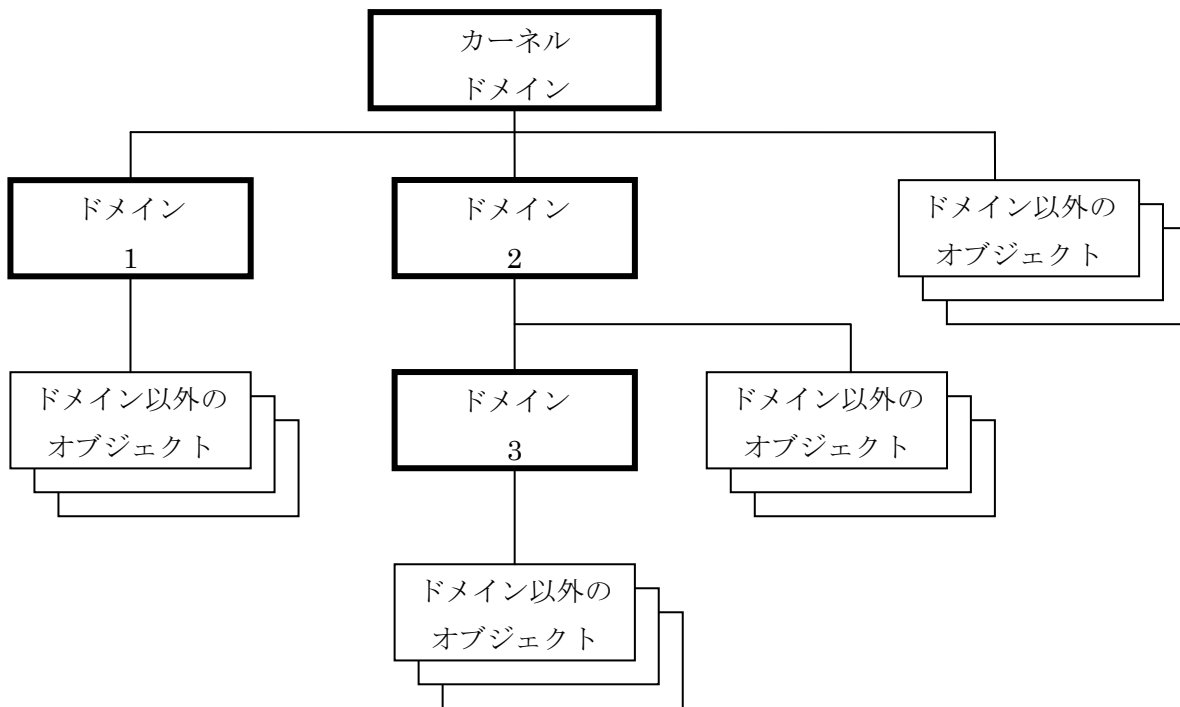 カーネル
ドメイン
ドメイン
1
ドメイン
2
ドメイン以外の
オブジェクト
ドメイン以外の
オブジェクト
ドメイン
3
ドメイン以外の
オブジェクト
ドメイン以外の
オブジェクト